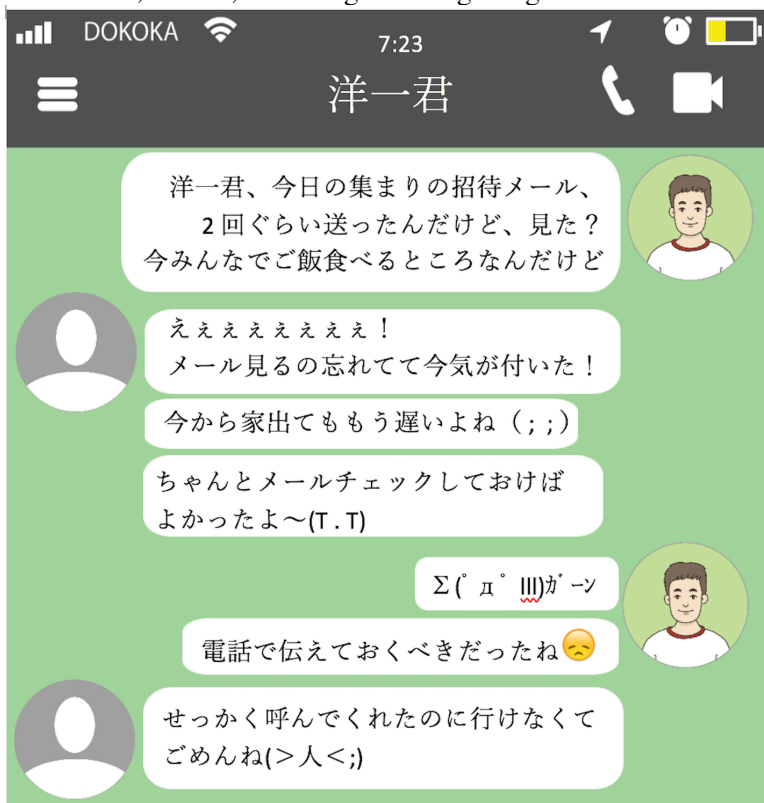 DOKOKA
7:23
洋一君
洋一君、今日の集まりの招待メール、
2回ぐらい送ったんだけど、見た？
今みんなでご飯食べるところなんだけど
えぇぇぇぇぇぇぇ！
メール見るの忘れてて今気が付いた！
今から家出てももう遅いよね（；；）
ちゃんとメールチェックしておけば
よかったよ～(T . T)
Σ(ﾟдﾟlll)ｶﾞｰﾝ
電話で伝えておくべきだったね😞
せっかく呼んでくれたのに行けなくて
ごめんね(＞人＜;)